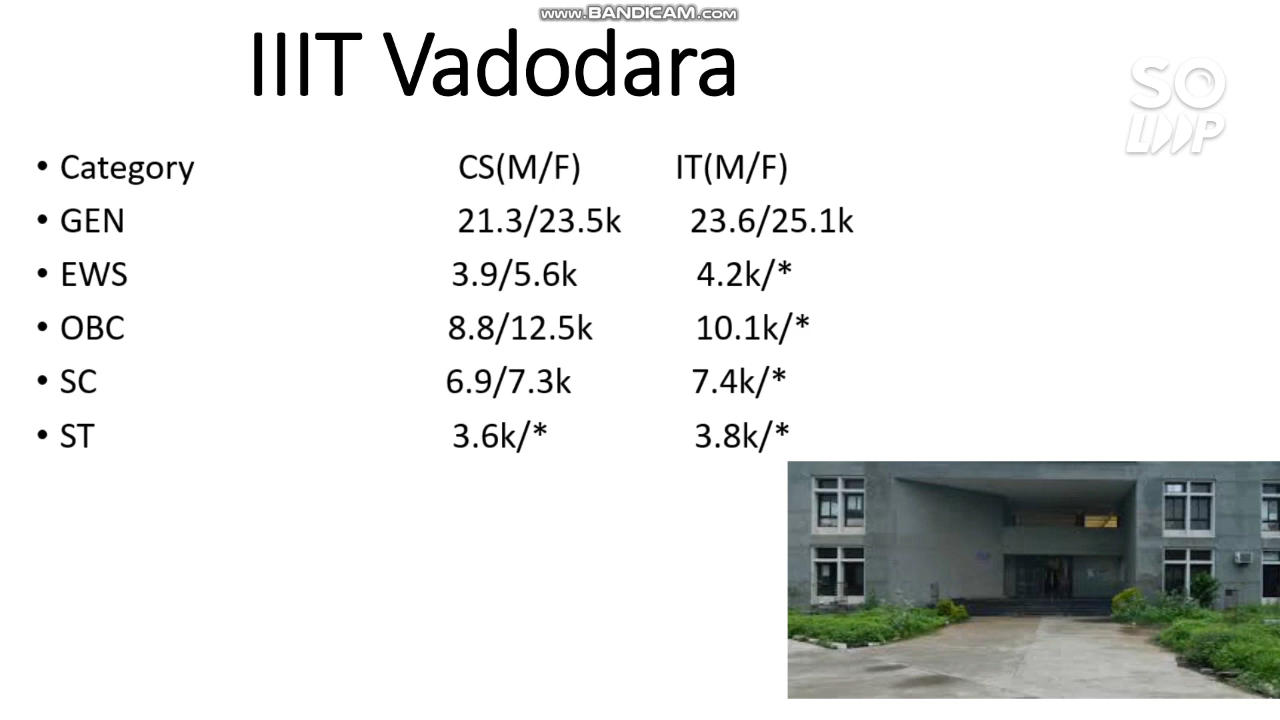 www.BANDICAM.com
IIIT Vadodara
SO
LOOP
• Category CS(M/F) IT(M/F)
• GEN 21.3/23.5k 23.6/25.1k
• EWS 3.9/5.6k 4.2k/*
• OBC 8.8/12.5k 10.1k/*
• SC 6.9/7.3k 7.4k/*
• ST 3.6k/* 3.8k/*